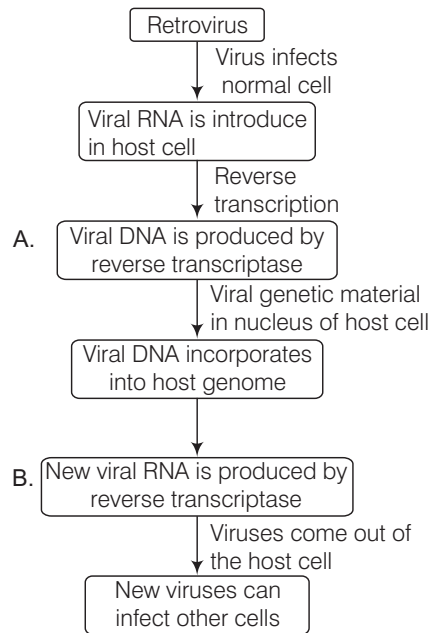 Retrovirus
Virus infects
normal cell
Viral RNA is introduce
in host cell
Reverse
transcription
A. Viral DNA is produced by
reverse transcriptase
Viral genetic material
in nucleus of host cell
Viral DNA incorporates
into host genome
B. New viral RNA is produced by
reverse transcriptase
Viruses come out of
the host cell
New viruses can
infect other cells